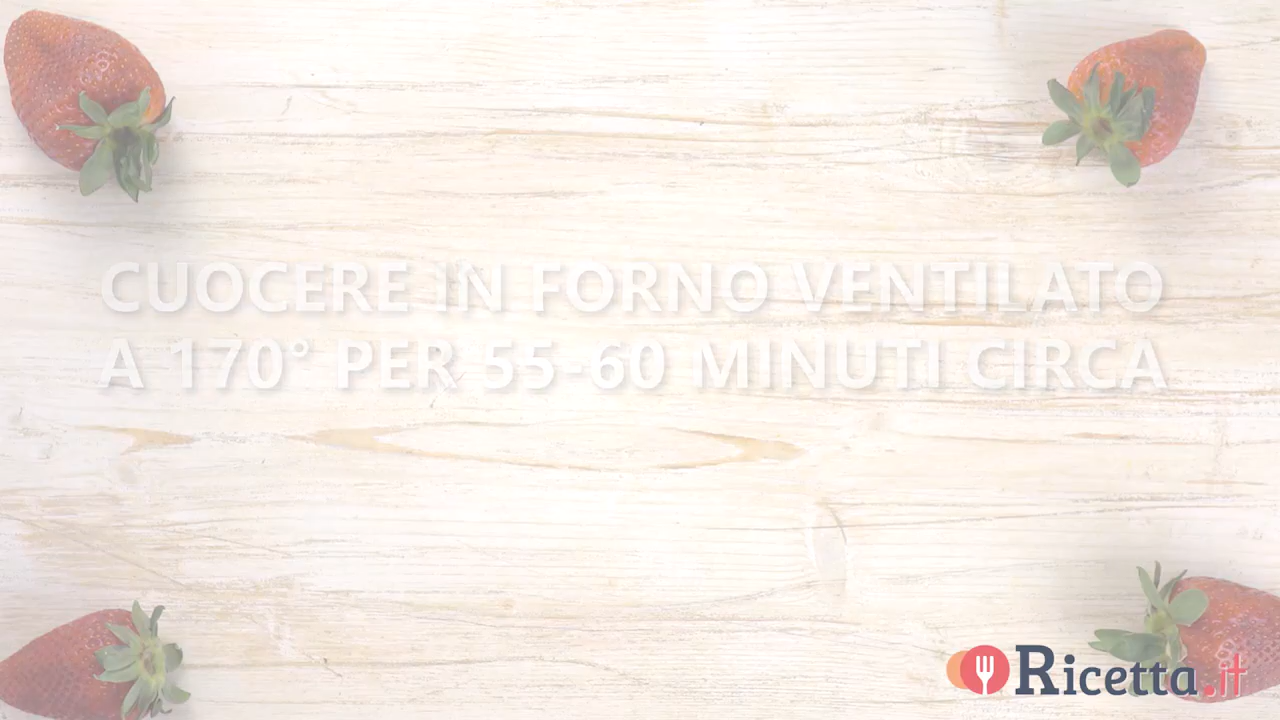 CUOCERE IN FORNO VENTILATO
A 170° PER 55-60 MINUTI CIRCA
Ricetta.it